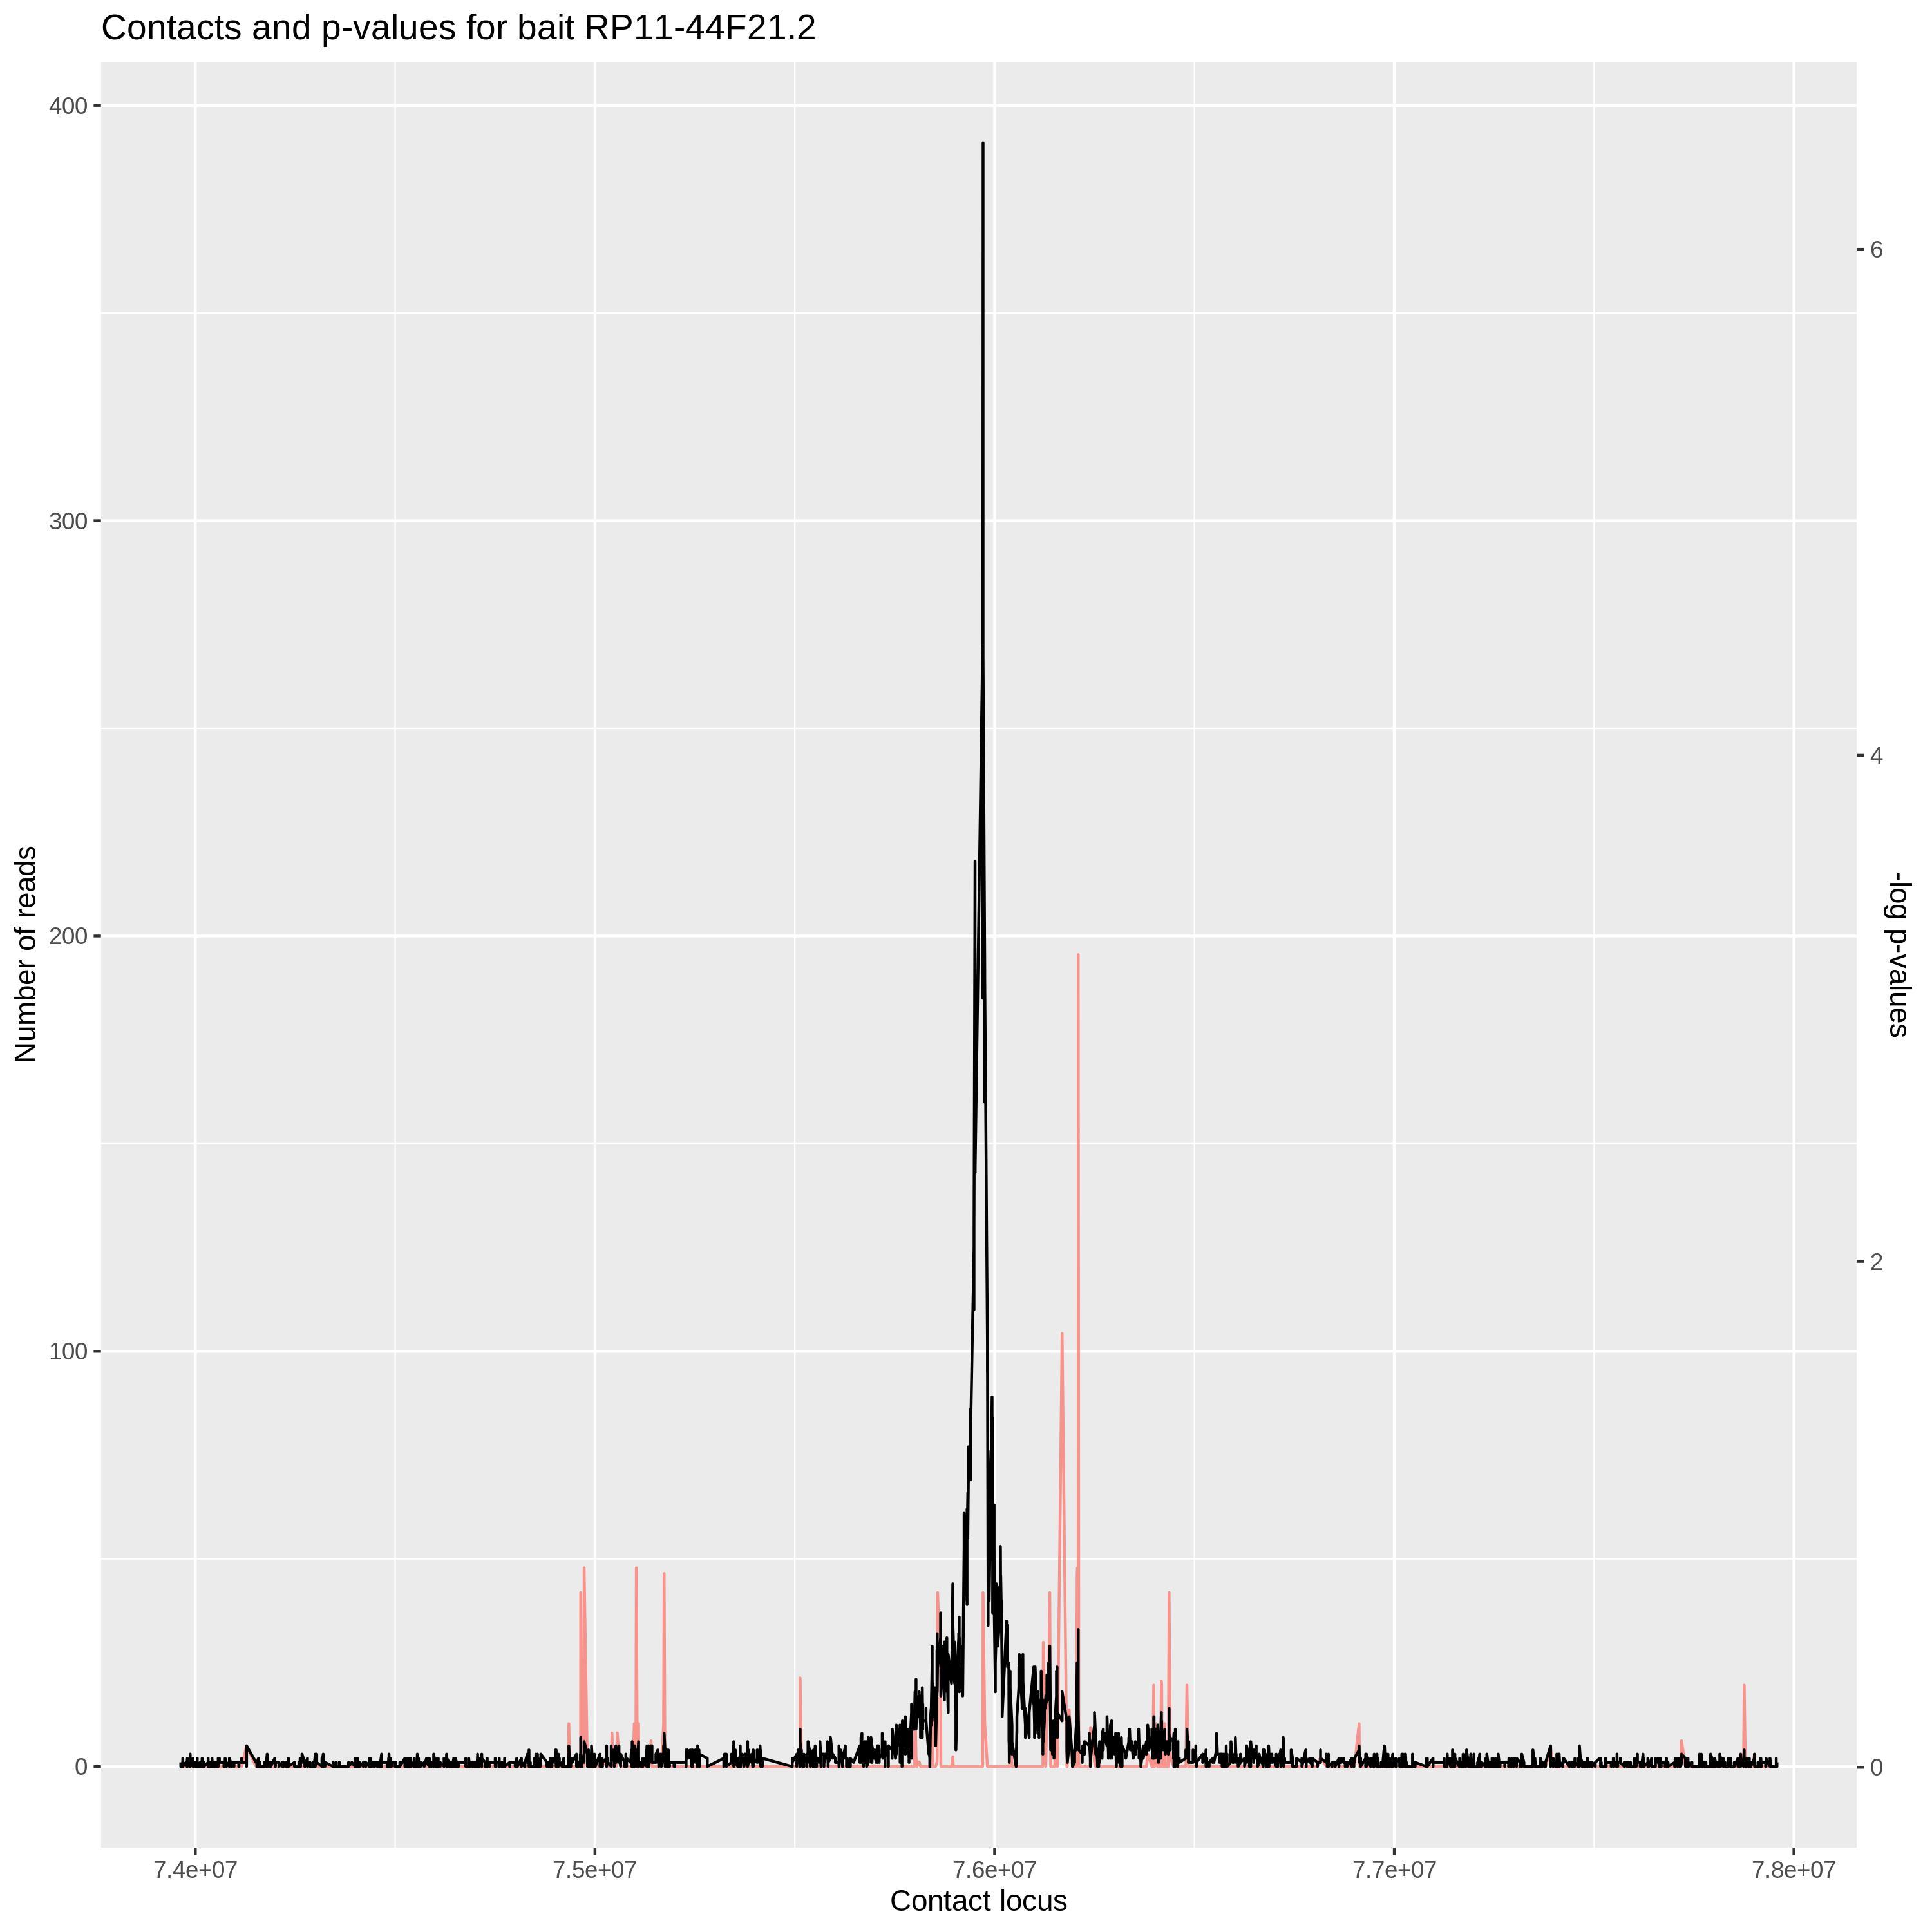 Contacts and p-values for bait RP11-44F21.2
400
300
200
100
0
Number of reads
6
4
2
0
-log p-values
7.4e+07
7.5e+07
7.6e+07
7.7e+07
7.8e+07
Contact locus